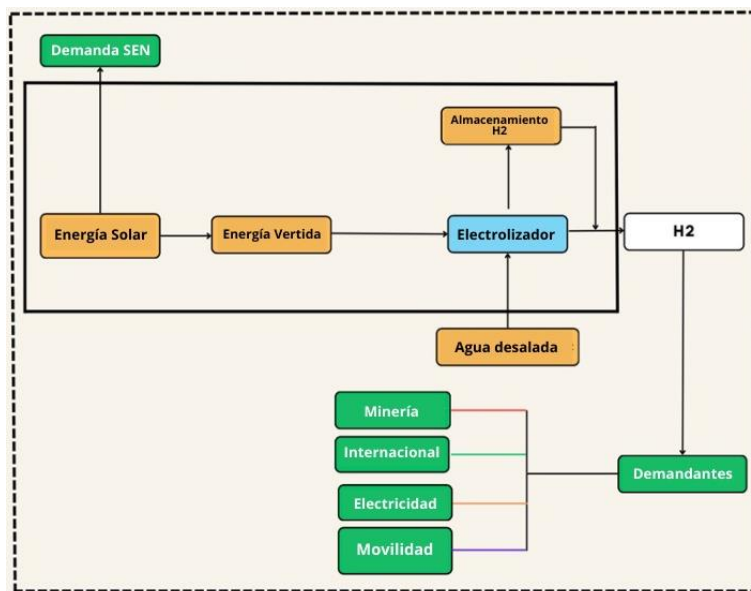 Demanda SEN
Almacenamiento
H2
Energía Solar
Energía Vertida
Electrolizador
H2
Agua desalada
Minería
Internacional
Electricidad
Movilidad
Demandantes